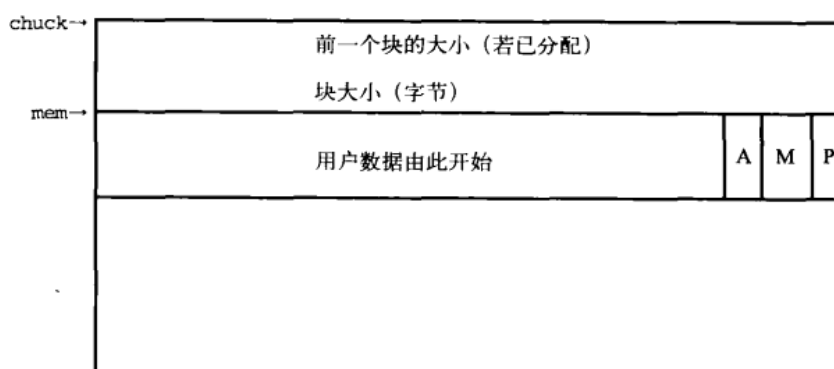 chuck→
前一个块的大小（若已分配）
块大小（字节）
mem→
用户数据由此开始 A M P